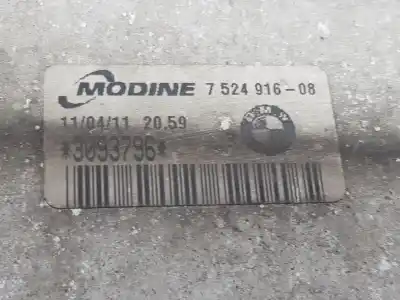 MODINE 7 524 916-08
11/04/11 20.59
BMW
*3093796*